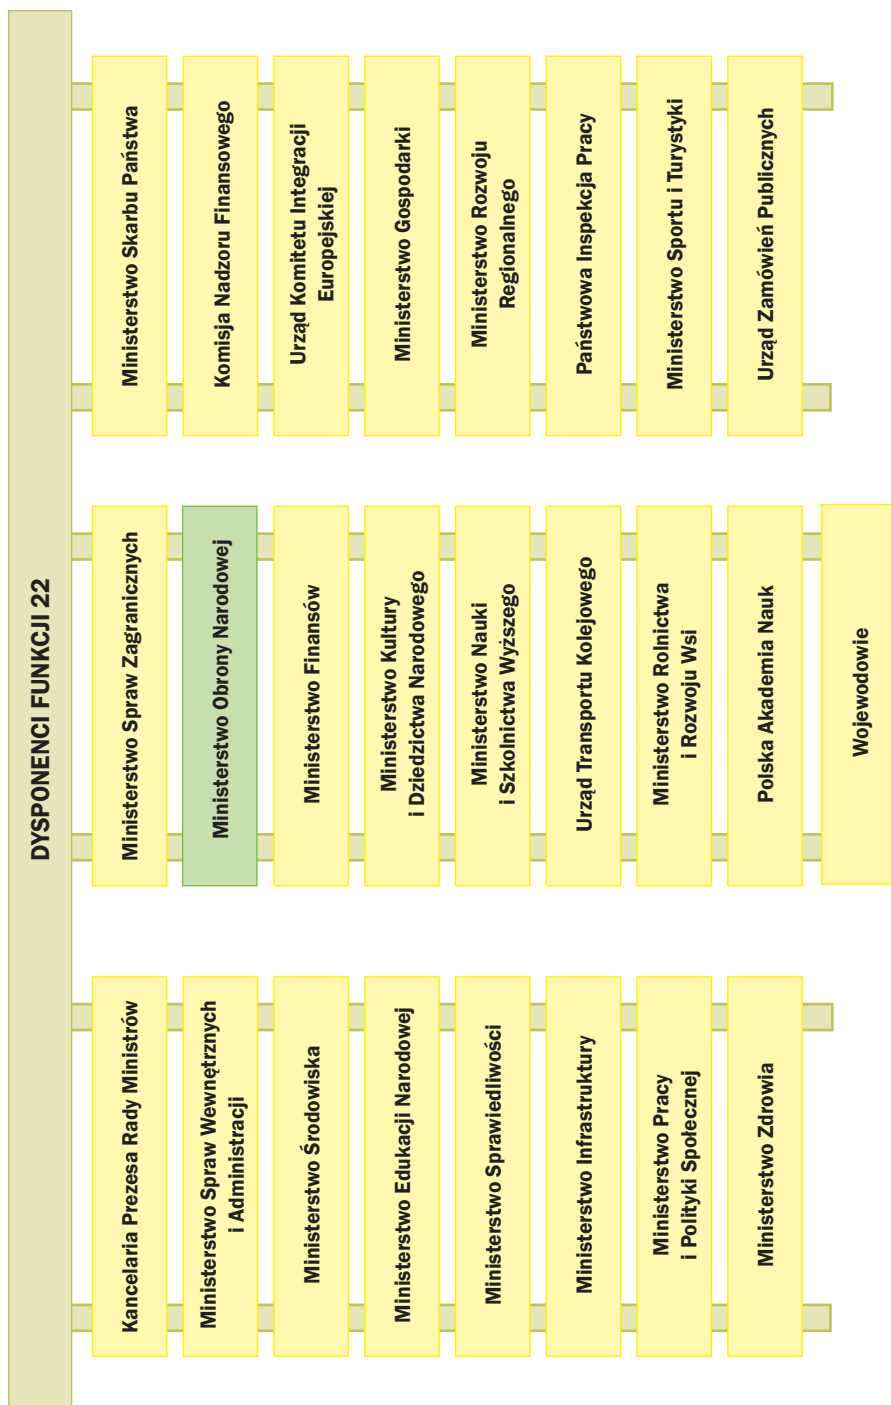 DYSPONENCI FUNKCJI 22
Kancelaria Prezesa Rady Ministrów
Ministerstwo Spraw Wewnętrznych
i Administracji
Ministerstwo Środowiska
Ministerstwo Edukacji Narodowej
Ministerstwo Sprawiedliwości
Ministerstwo Infrastruktury
Ministerstwo Pracy
i Polityki Społecznej
Ministerstwo Zdrowia
Ministerstwo Spraw Zagranicznych
Ministerstwo Obrony Narodowej
Ministerstwo Finansów
Ministerstwo Kultury
i Dziedzictwa Narodowego
Ministerstwo Nauki
i Szkolnictwa Wyższego
Urząd Transportu Kolejowego
Ministerstwo Rolnictwa
i Rozwoju Wsi
Polska Akademia Nauk
Wojewodowie
Ministerstwo Skarbu Państwa
Komisja Nadzoru Finansowego
Urząd Komitetu Integracji
Europejskiej
Ministerstwo Gospodarki
Ministerstwo Rozwoju
Regionalnego
Państwowa Inspekcja Pracy
Ministerstwo Sportu i Turystyki
Urząd Zamówień Publicznych